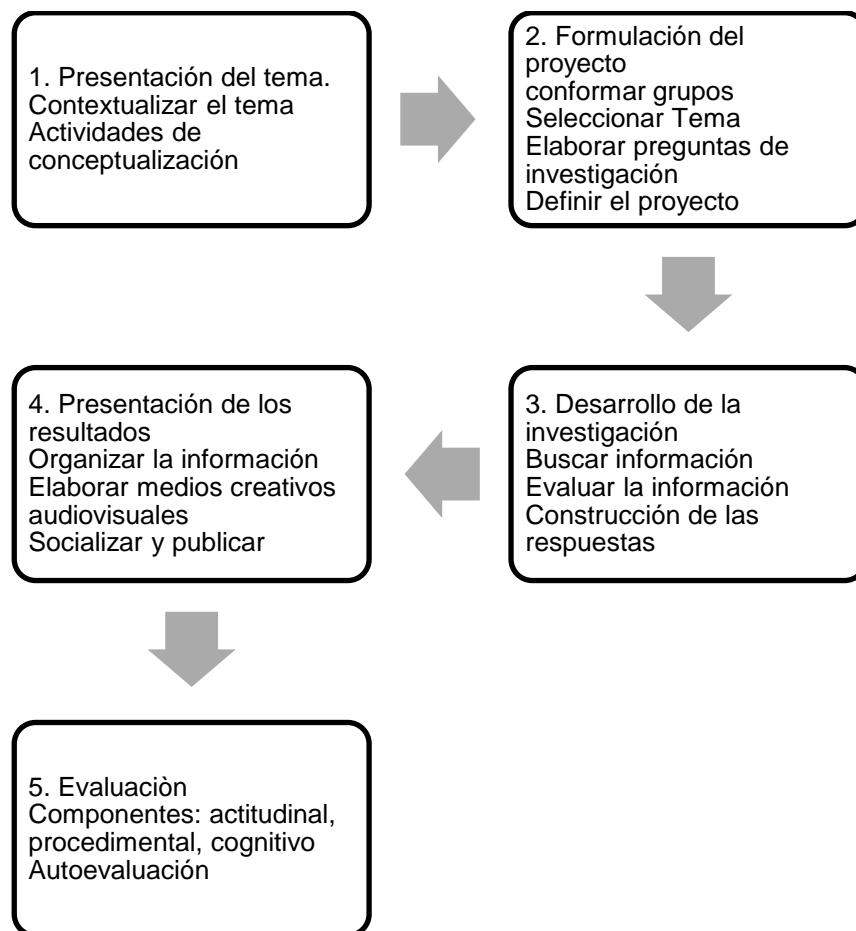 1. Presentación del tema.
Contextualizar el tema
Actividades de
conceptualización
2. Formulación del
proyecto
conformar grupos
Seleccionar Tema
Elaborar preguntas de
investigación
Definir el proyecto
3. Desarrollo de la
investigación
Buscar información
Evaluar la información
Construcción de las
respuestas
4. Presentación de los
resultados
Organizar la información
Elaborar medios creativos
audiovisuales
Socializar y publicar
5. Evaluaciòn
Componentes: actitudinal,
procedimental, cognitivo
Autoevaluación